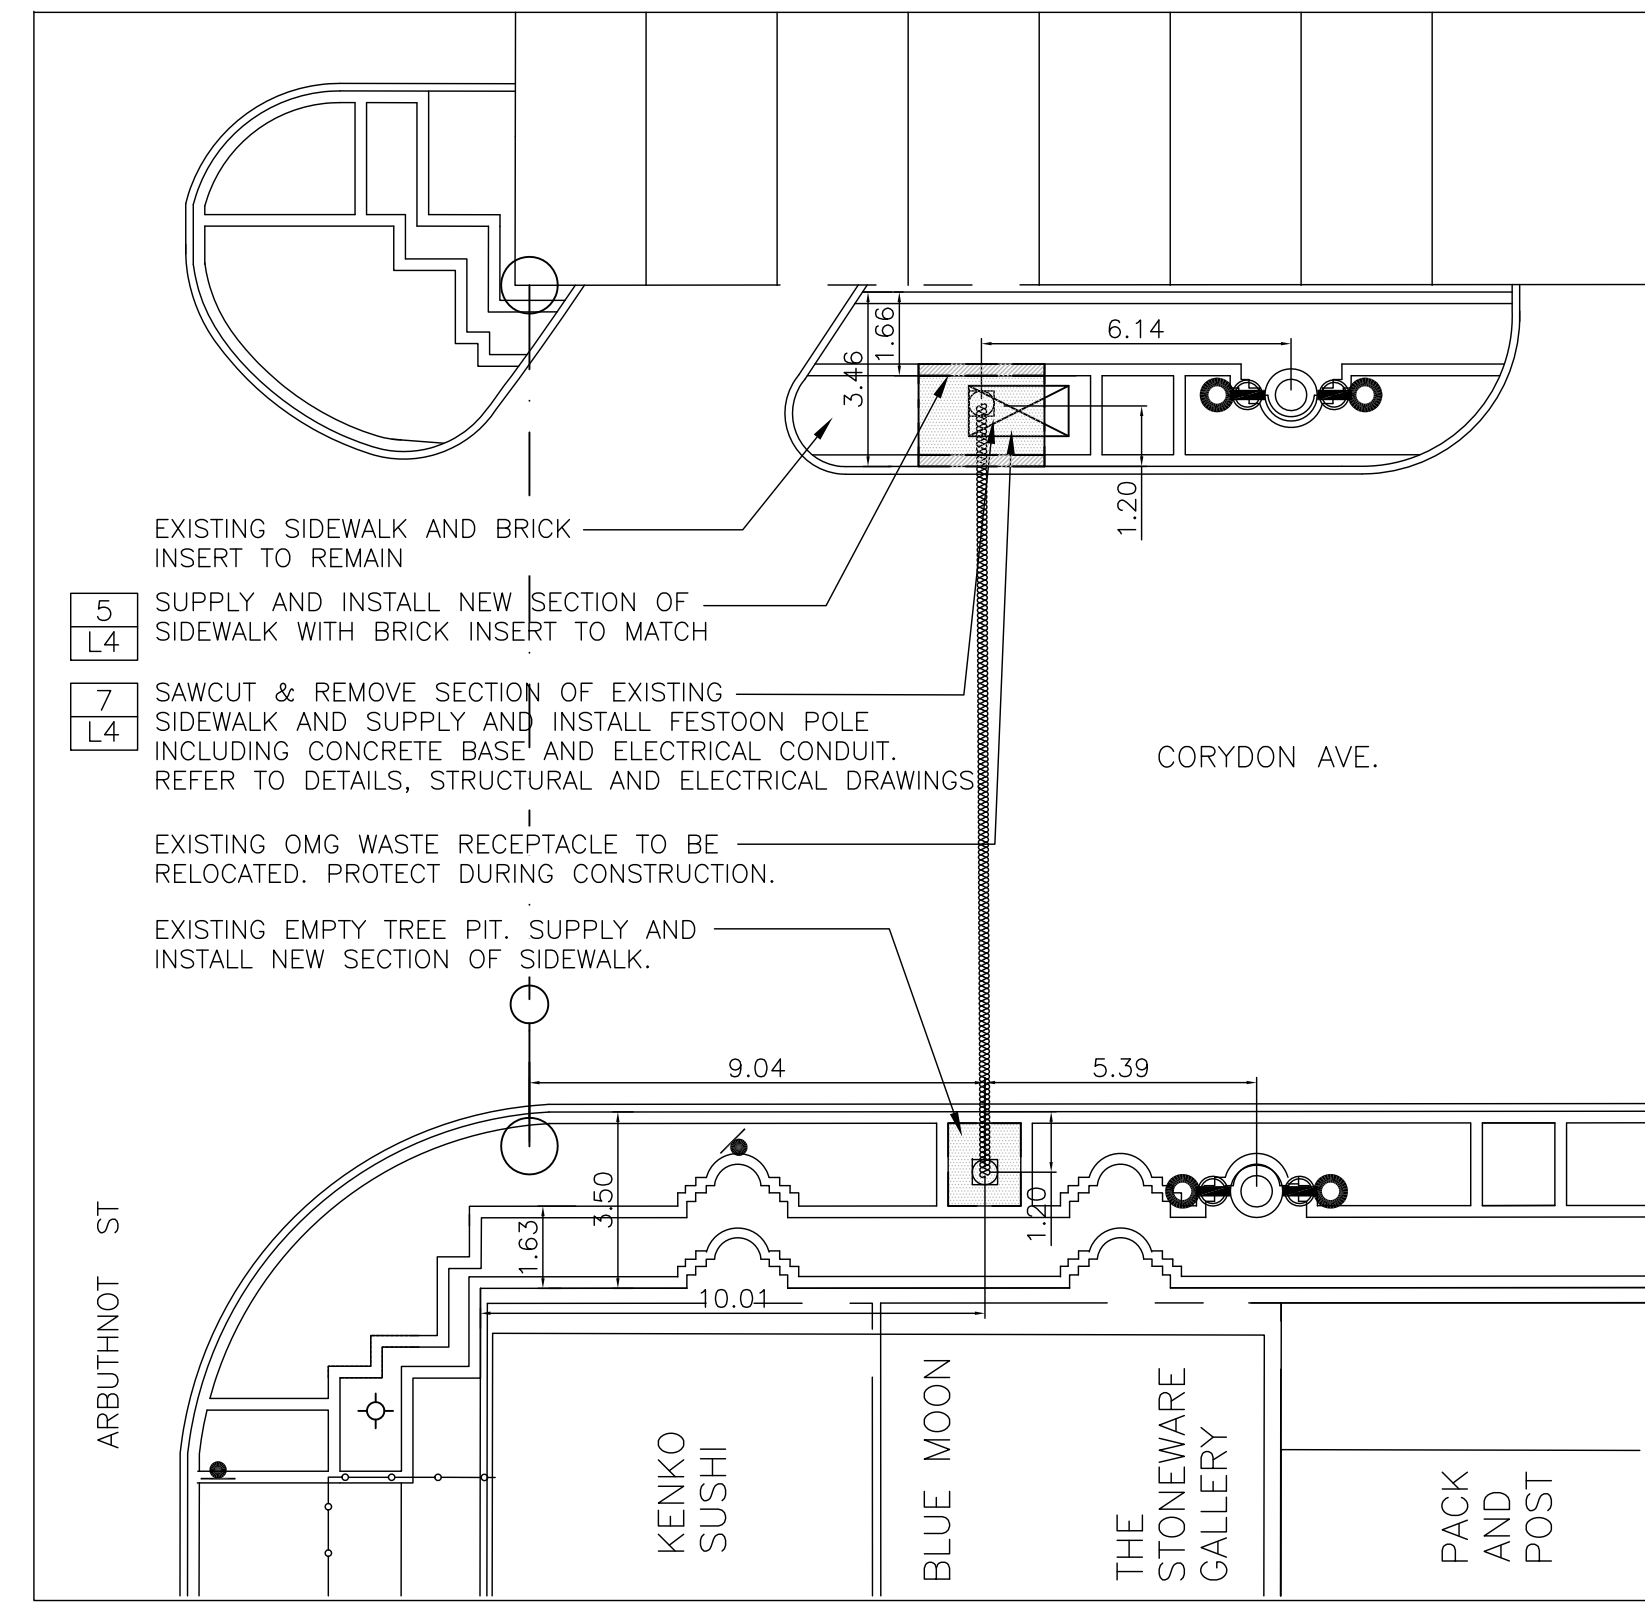 6.14
1.66
3.46
1.20
EXISTING SIDEWALK AND BRICK
INSERT TO REMAIN
5
L4
SUPPLY AND INSTALL NEW SECTION OF
SIDEWALK WITH BRICK INSERT TO MATCH
7
L4
SAWCUT & REMOVE SECTION OF EXISTING
SIDEWALK AND SUPPLY AND INSTALL FESTOON POLE
INCLUDING CONCRETE BASE AND ELECTRICAL CONDUIT.
REFER TO DETAILS, STRUCTURAL AND ELECTRICAL DRAWINGS
CORYDON AVE.
EXISTING OMG WASTE RECEPTACLE TO BE
RELOCATED. PROTECT DURING CONSTRUCTION.
EXISTING EMPTY TREE PIT. SUPPLY AND
INSTALL NEW SECTION OF SIDEWALK.
9.04
5.39
3.50
1.20
1.63
10.01
ARBUTHNOT ST
KENKO
SUSHI
BLUE MOON
THE
STONEWARE
GALLERY
PACK
AND
POST